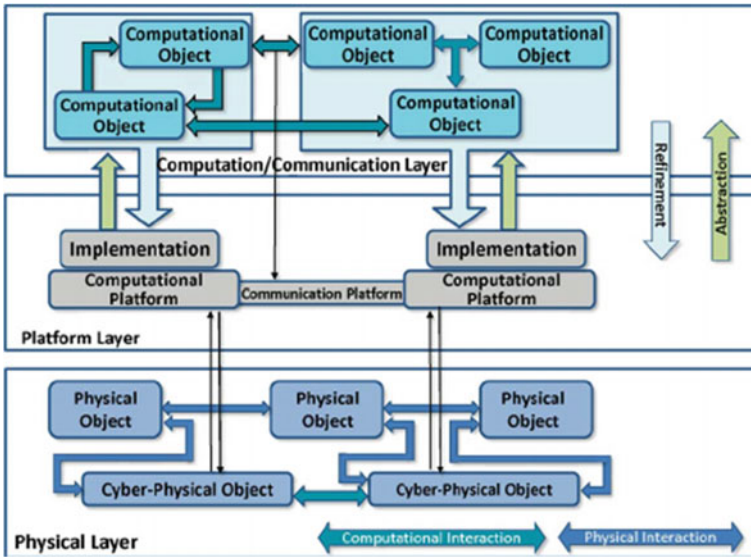 Computational
Object
Computational
Object
Computational
Object
Computational
Object
Computational
Object
Computation/Communication Layer
Refinement
Abstraction
Implementation
Implementation
Computational
Platform
Communication Platform
Computational
Platform
Platform Layer
Physical
Object
Physical
Object
Physical
Object
Cyber-Physical Object
Cyber-Physical Object
Physical Layer
Computational Interaction
Physical Interaction